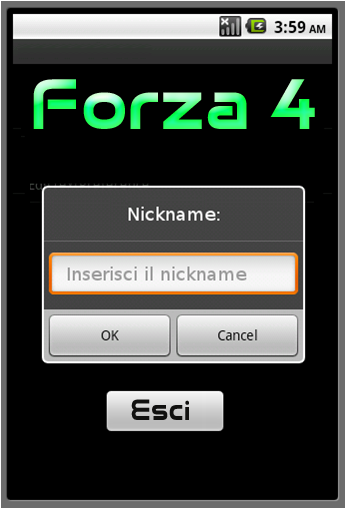 3:59 AM
Forza 4
Nickname:
Inserisci il nickname
OK
Cancel
Esci